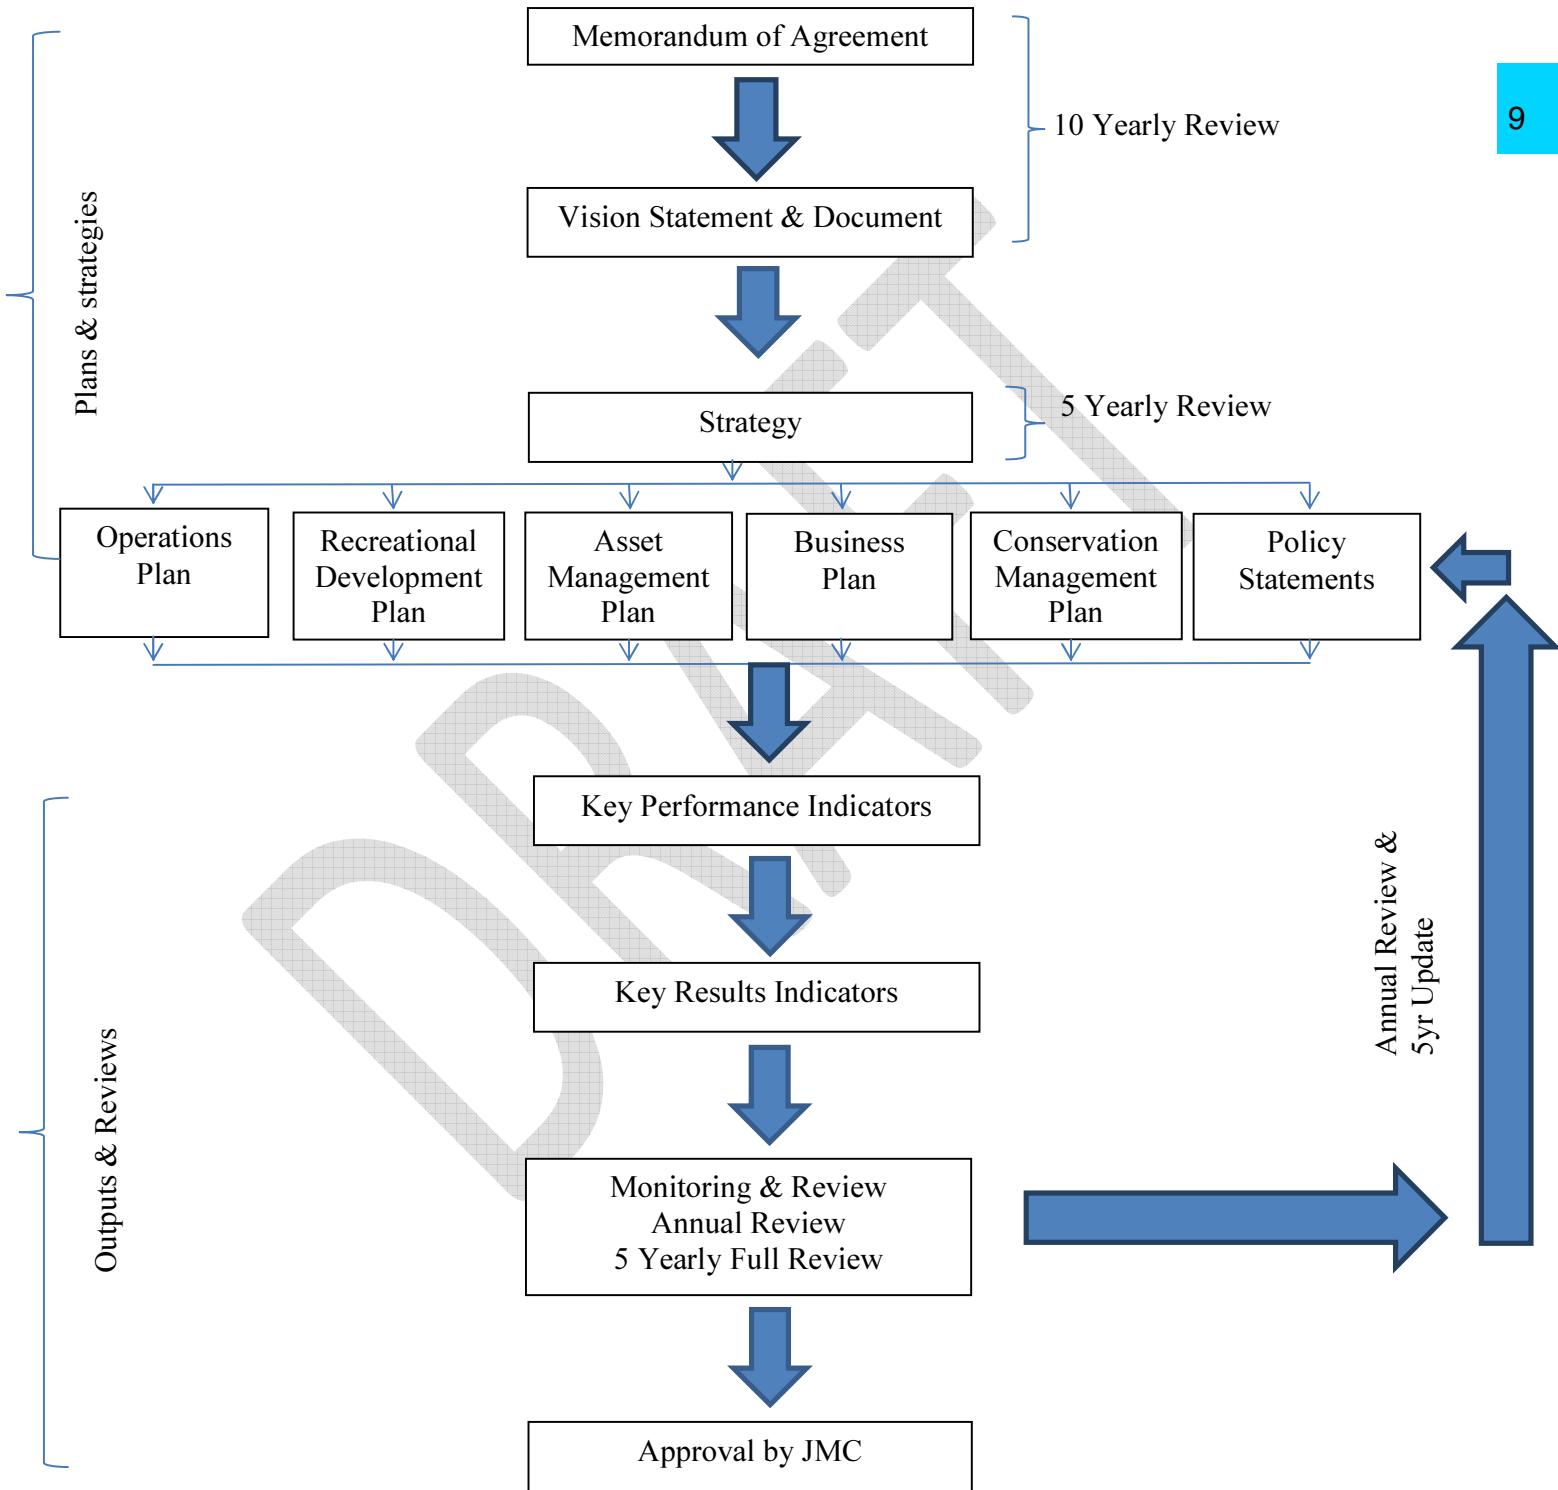 Memorandum of Agreement
10 Yearly Review
9
Vision Statement & Document
Plans & strategies
Strategy
5 Yearly Review
Operations
Plan
Recreational
Development
Plan
Asset
Management
Plan
Business
Plan
Conservation
Management
Plan
Policy
Statements
Key Performance Indicators
Key Results Indicators
Annual Review &
5yr Update
Outputs & Reviews
Monitoring & Review
Annual Review
5 Yearly Full Review
Approval by JMC
DRAFT